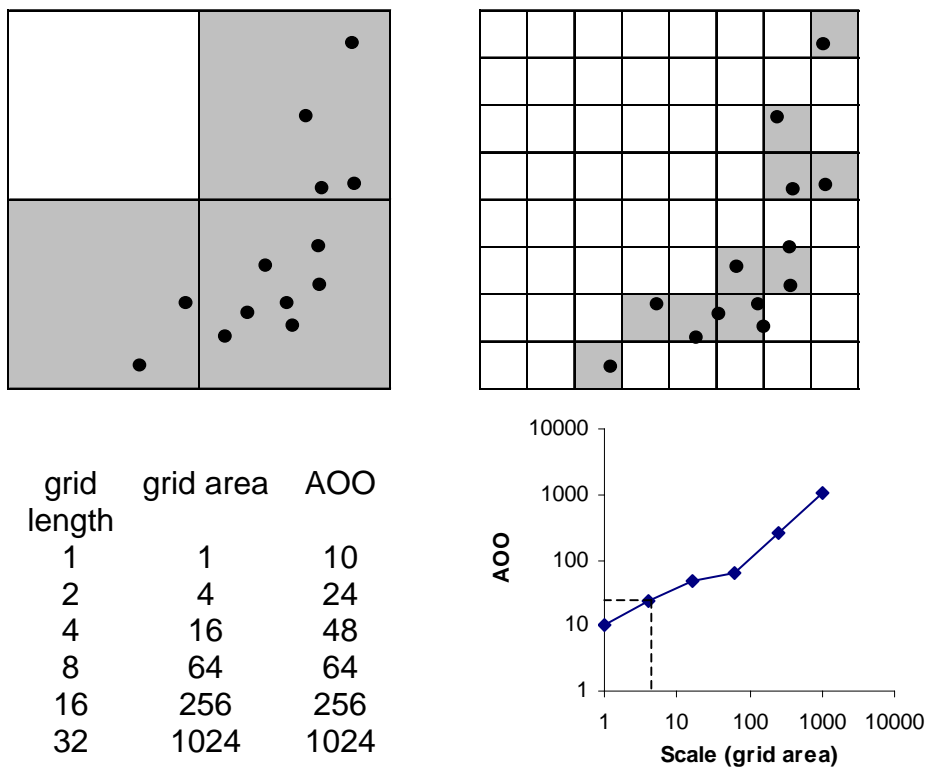 grid grid area AOO
length
1 1 10
2 4 24
4 16 48
8 64 64
16 256 256
32 1024 1024
10000
1000
100
10
1
AOO
1 10 100 1000 10000
Scale (grid area)